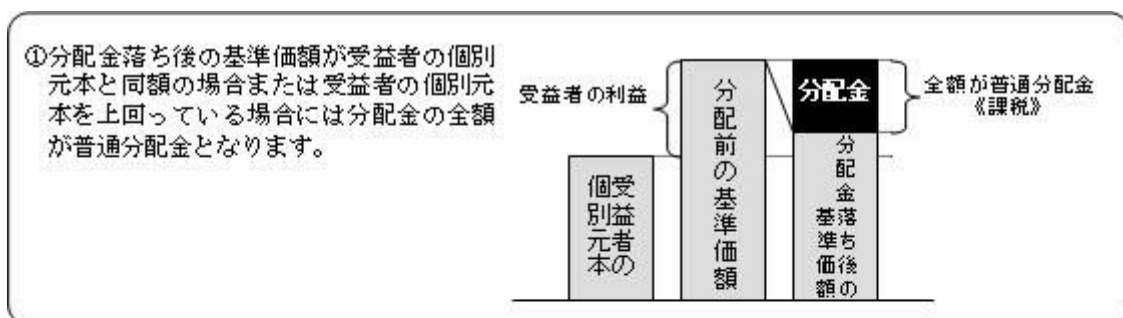 ①分配金落ち後の基準価額が受益者の個別
元本と同額の場合または受益者の個別元
本を上回っている場合には分配金の全額
が普通分配金となります。
受益者の利益
受益者の
個別元本
分配前の基準価額
分配金
分配金落ち後の
基準価額
全額が普通分配金
《課税》